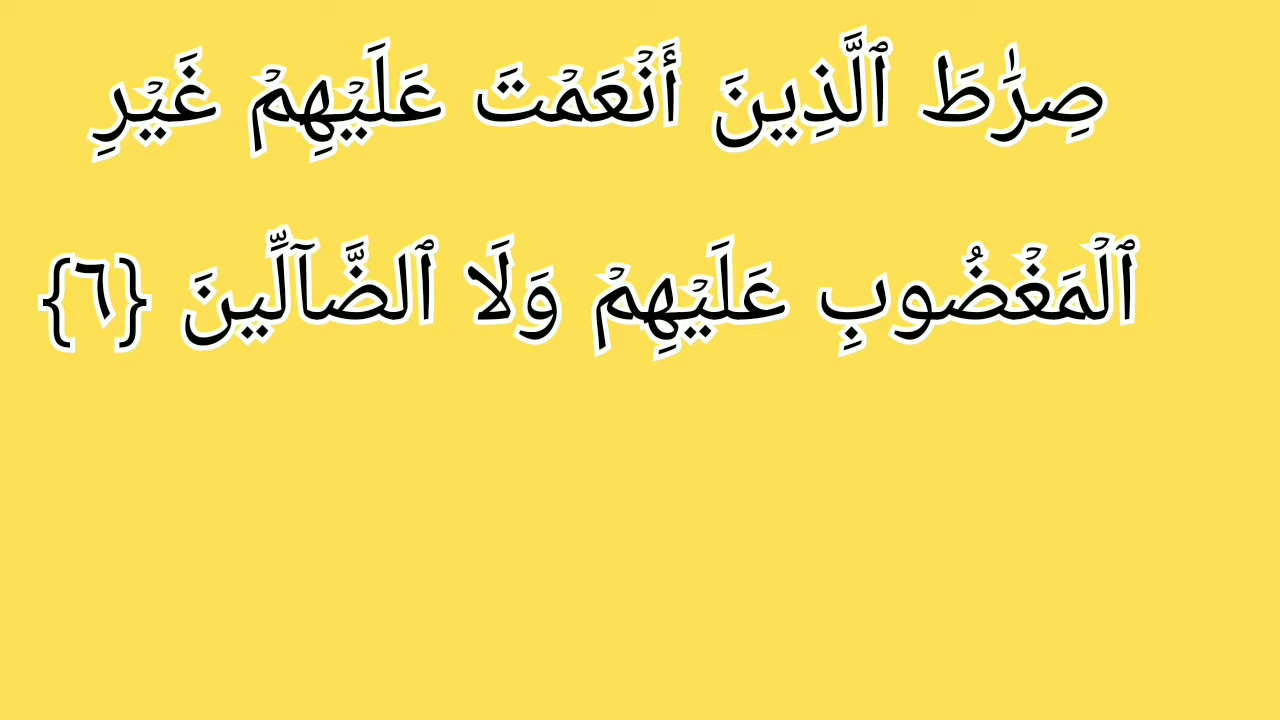 صِرَٰطَ ٱلَّذِينَ أَنۡعَمۡتَ عَلَيۡهِمۡ غَيۡرِ
ٱلۡمَغۡضُوبِ عَلَيۡهِمۡ وَلَا ٱلضَّآلِّينَ {٦}